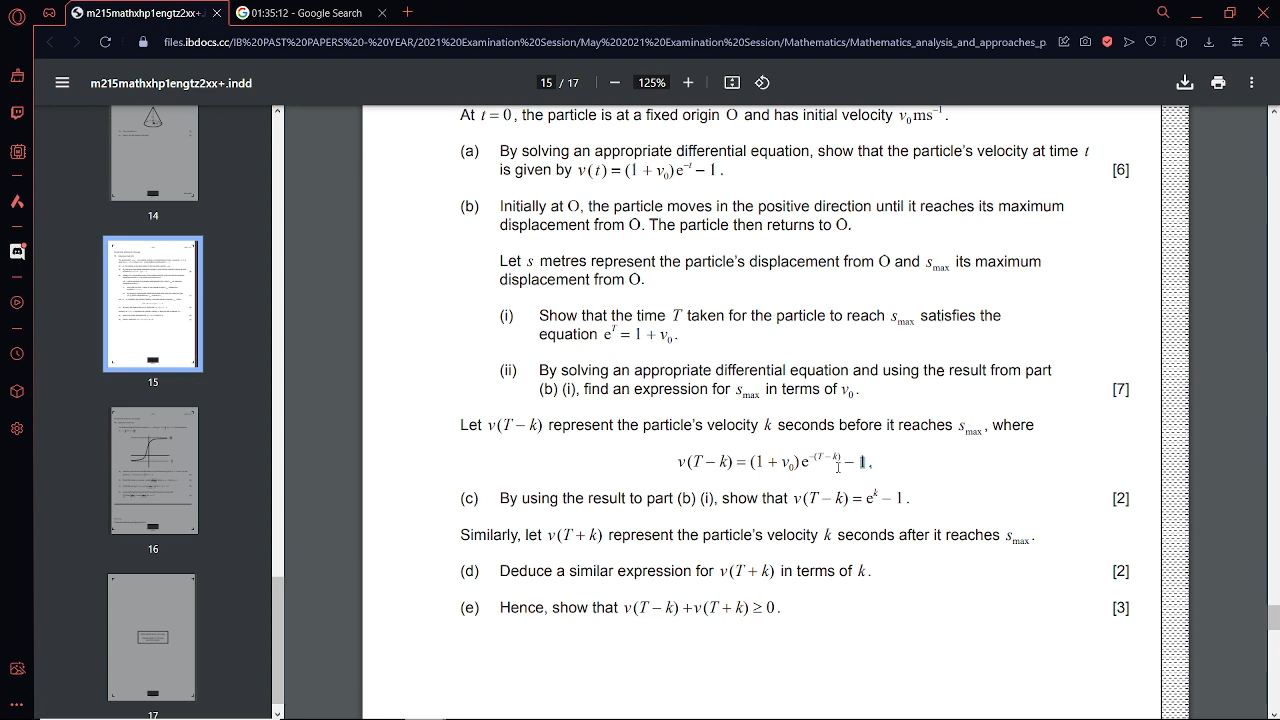 m215mathxhp1engtz2xx+.
01:35:12 - Google Search
files.ibdocs.cc/IB%20PAST%20PAPERS%20-%20YEAR/2021%20Examination%20Session/May%202021%20Examination%20Session/Mathematics/Mathematics_analysis_and_approaches_p
m215mathxhp1engtz2xx+.indd
15 / 17
125%
14
15
16
17
At t = 0, the particle is at a fixed origin O and has initial velocity v₀ ms⁻¹.
(a) By solving an appropriate differential equation, show that the particle's velocity at time t
is given by v(t) = (1 + v₀)e⁻ᵗ − 1. [6]
(b) Initially at O, the particle moves in the positive direction until it reaches its maximum
displacement from O. The particle then returns to O.
Let s metres represent the particle's displacement from O and s_max its maximum
displacement from O.
(i) Show that the time T taken for the particle to reach s_max satisfies the
equation e^T = 1 + v₀.
(ii) By solving an appropriate differential equation and using the result from part
(b) (i), find an expression for s_max in terms of v₀. [7]
Let v(T − k) represent the particle's velocity k seconds before it reaches s_max, where
v(T − k) = (1 + v₀)e^−(T − k) − 1.
(c) By using the result to part (b) (i), show that v(T − k) = e^k − 1. [2]
Similarly, let v(T + k) represent the particle's velocity k seconds after it reaches s_max.
(d) Deduce a similar expression for v(T + k) in terms of k. [2]
(e) Hence, show that v(T − k) + v(T + k) ≥ 0. [3]